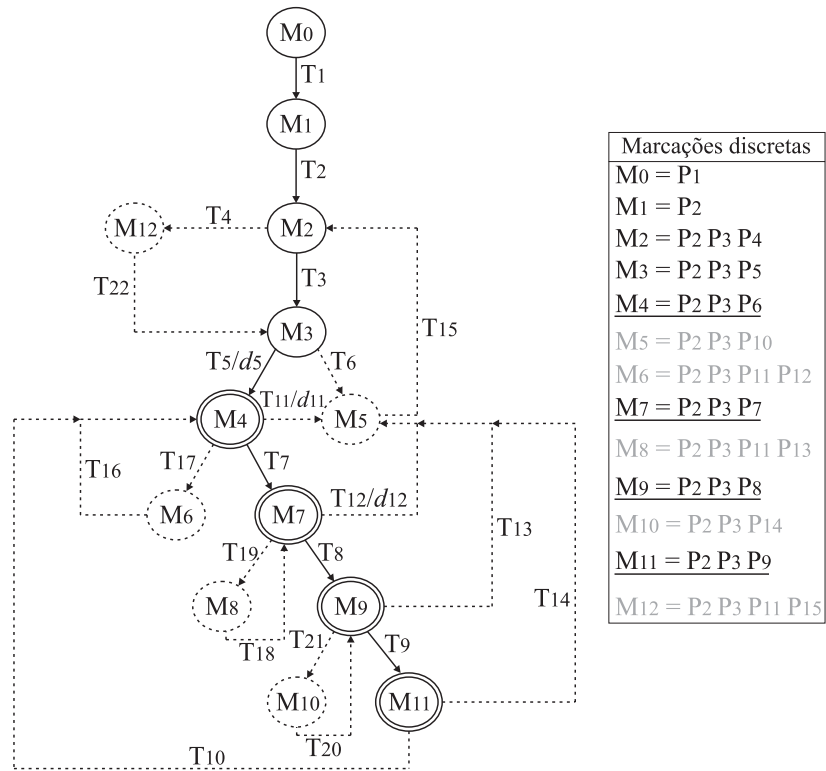 M0
T1
M1
T2
M12
T4
M2
T22
T3
M3
T15
T5/d5
T6
M4
T11/d11
M5
T16
T17
T7
M6
M7
T12/d12
T13
T19
T8
M8
M9
T14
T18
T21
T9
M10
M11
T20
T10
Marcações discretas
M0 = P1
M1 = P2
M2 = P2 P3 P4
M3 = P2 P3 P5
M4 = P2 P3 P6
M5 = P2 P3 P10
M6 = P2 P3 P11 P12
M7 = P2 P3 P7
M8 = P2 P3 P11 P13
M9 = P2 P3 P8
M10 = P2 P3 P14
M11 = P2 P3 P9
M12 = P2 P3 P11 P15